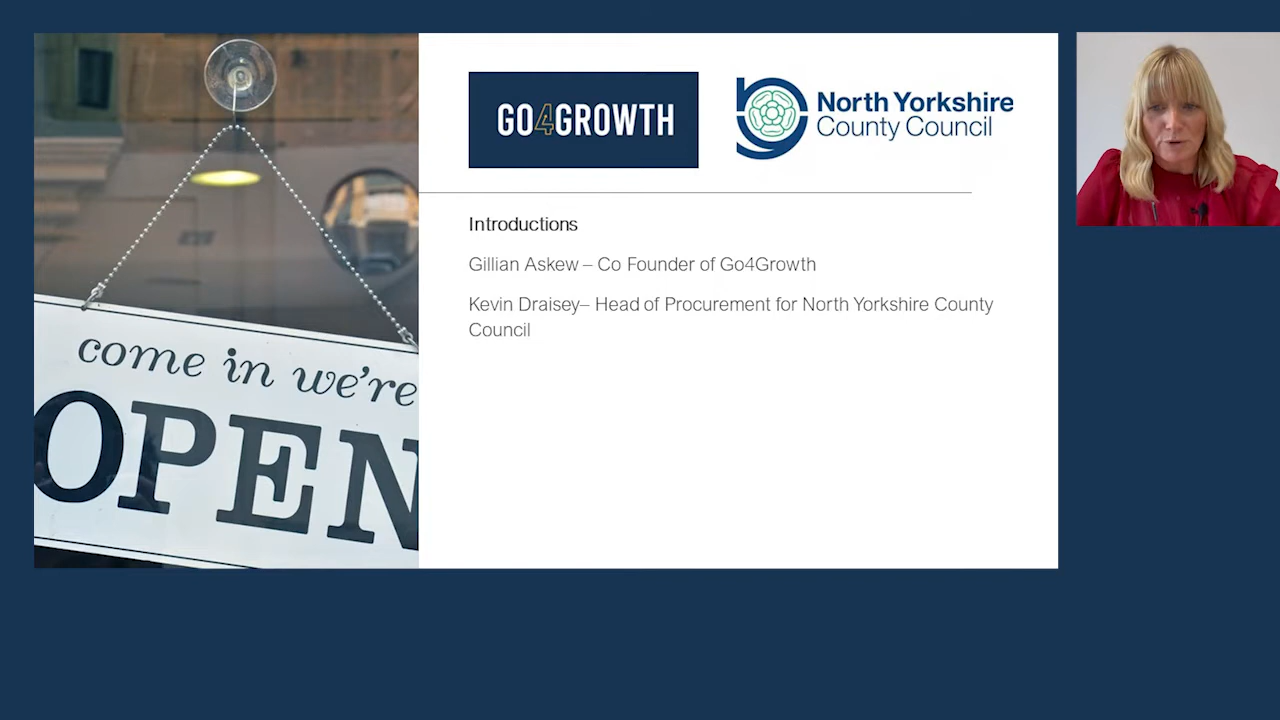 come in we're
OPEN
GO4GROWTH
North Yorkshire
County Council
Introductions
Gillian Askew – Co Founder of Go4Growth
Kevin Draisey– Head of Procurement for North Yorkshire County
Council